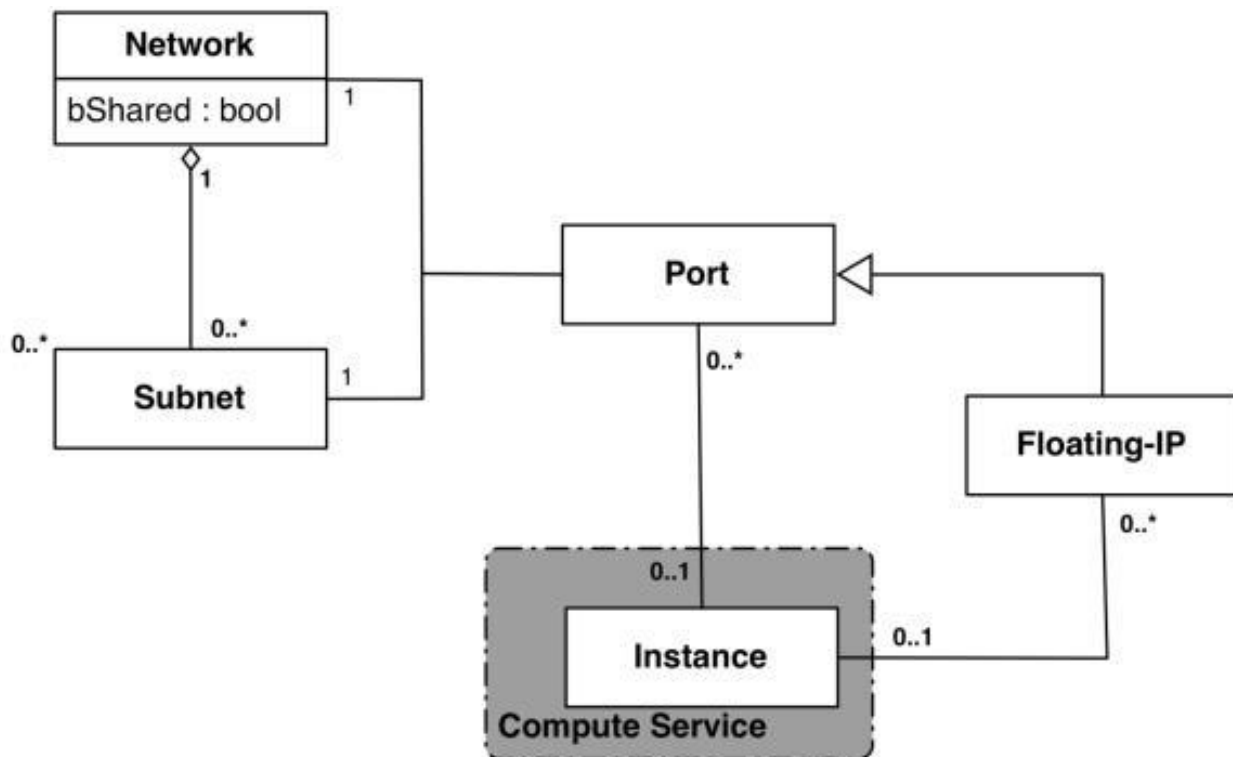 Network
bShared : bool
1
1
0..*
0..*
Subnet
1
Port
0..*
Floating-IP
0..*
0..1
Instance
0..1
Compute Service